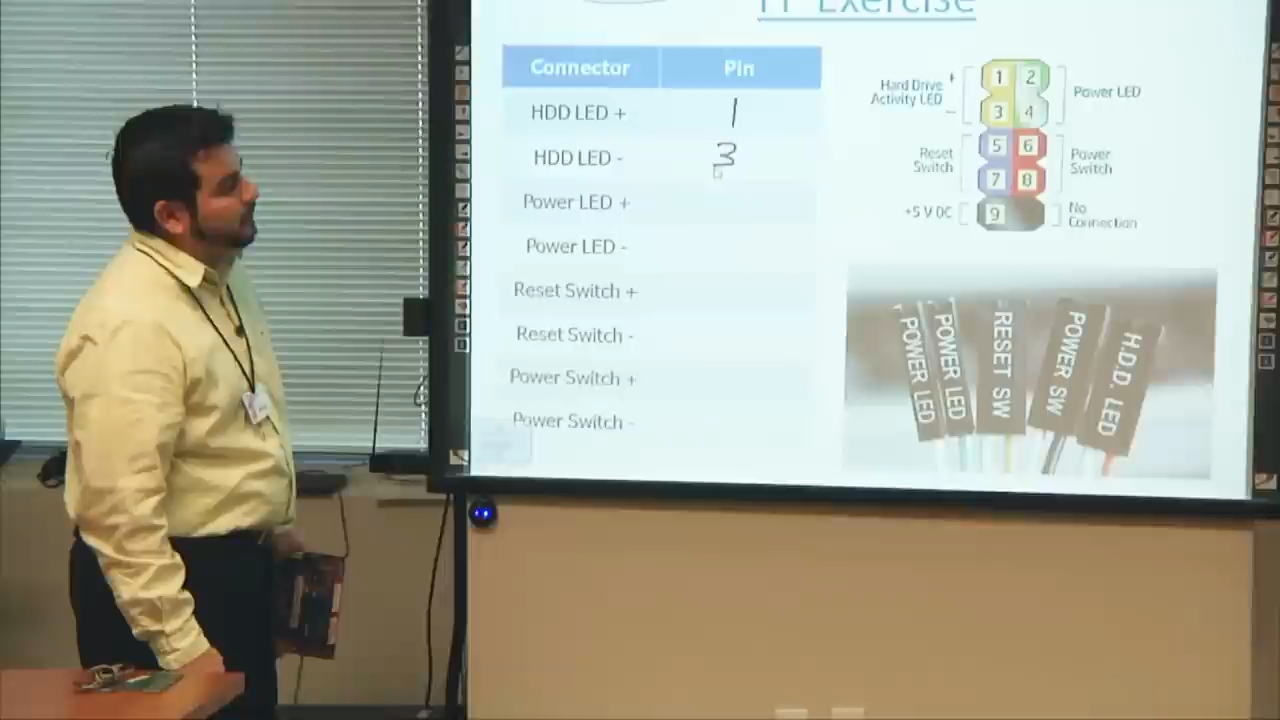 FP Exercise
Connector Pin
HDD LED + 1
HDD LED - 3
Power LED +
Power LED -
Reset Switch +
Reset Switch -
Power Switch +
Power Switch -
Hard Drive
Activity LED
+
-
1 2
3 4
Power LED
Reset
Switch
5 6
7 8
Power
Switch
+5 V DC
9
No
Connection
POWER LED
POWER LED
RESET SW
POWER SW
H.D.D. LED